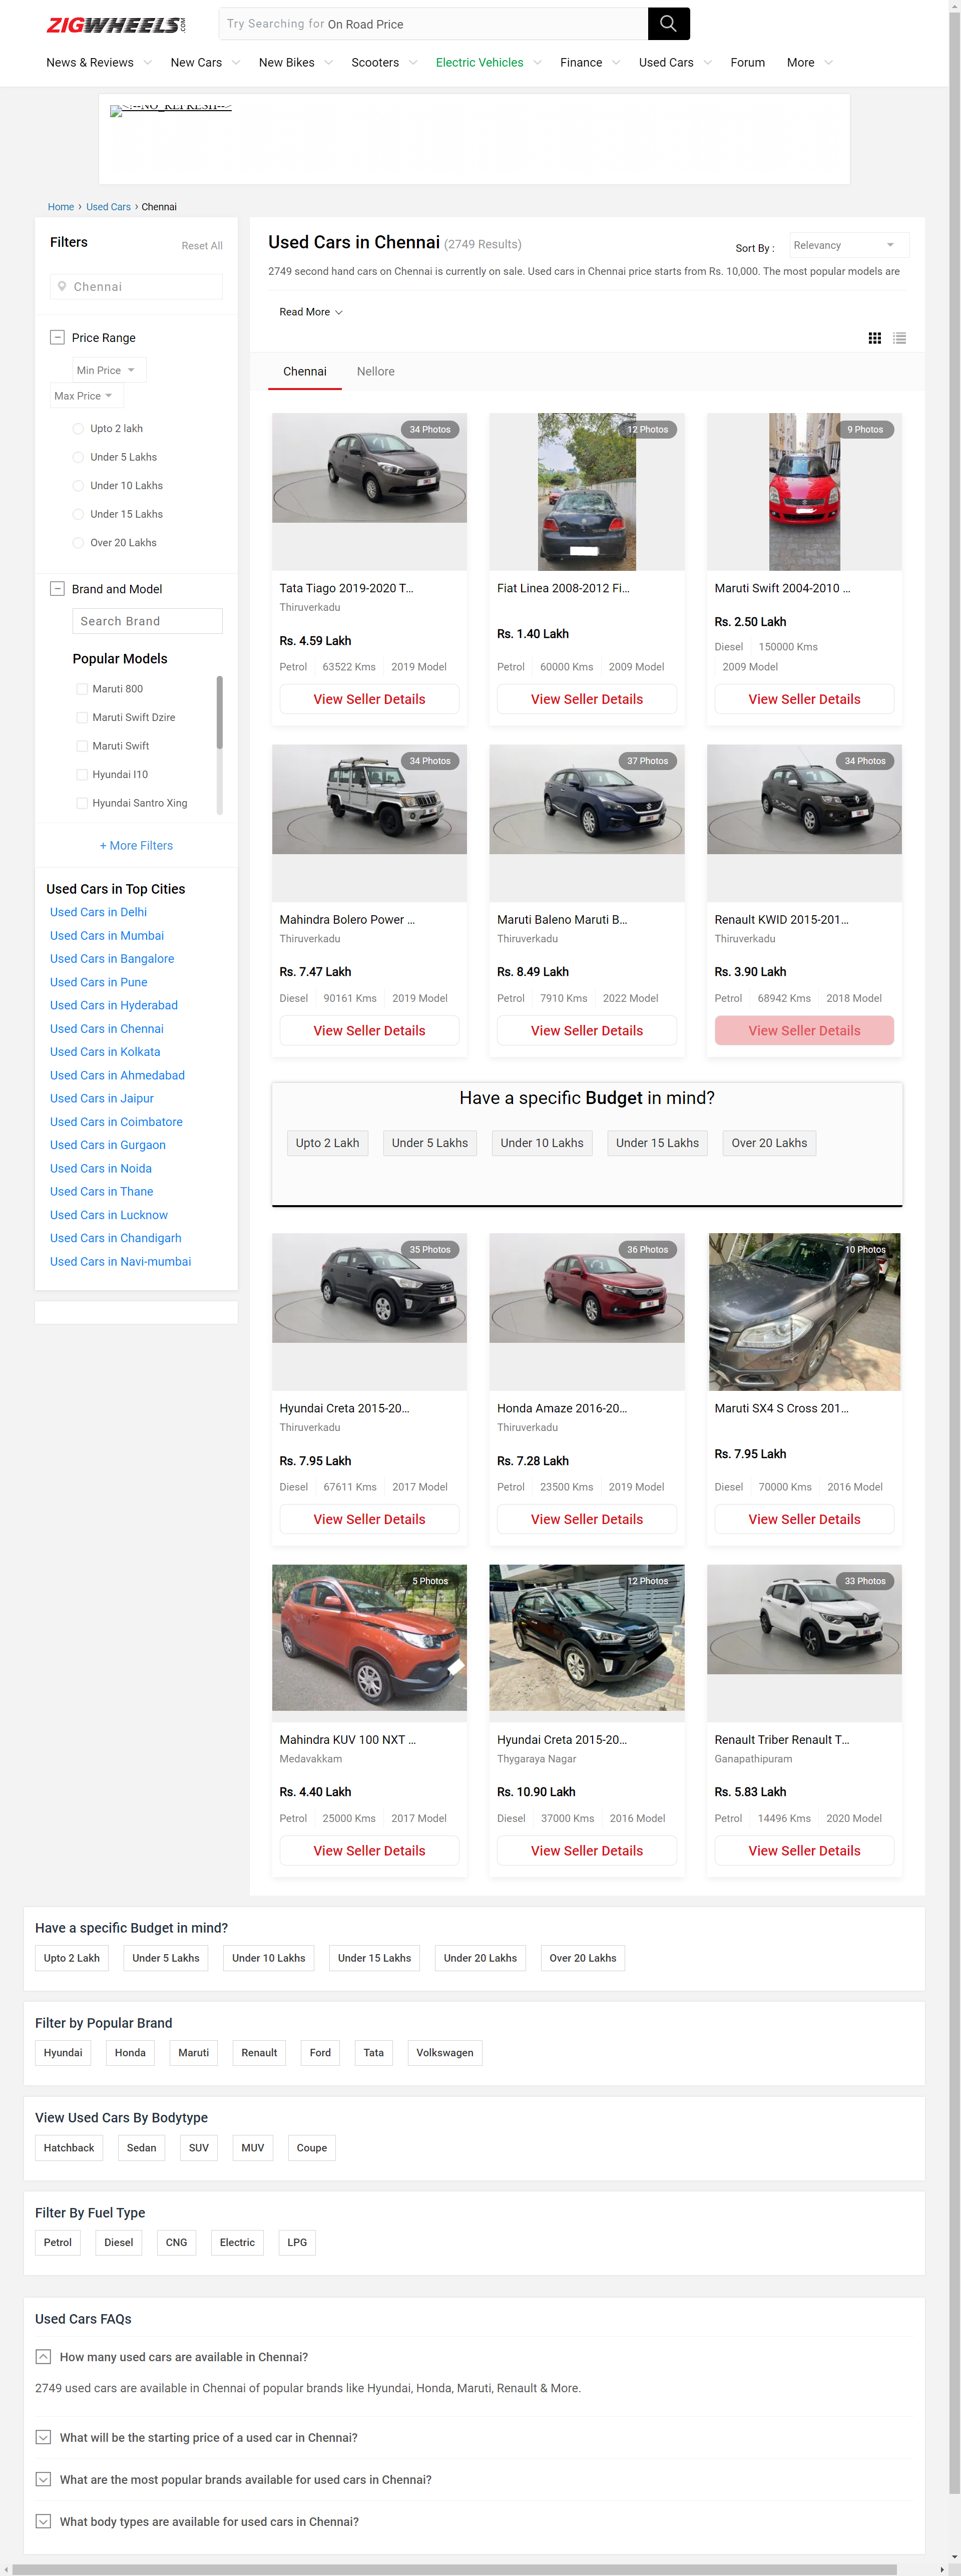 ZIGWHEELS.COM
Try Searching for On Road Price
News & Reviews New Cars New Bikes Scooters Electric Vehicles Finance Used Cars Forum More
<!--NO_REFRESH-->
Home › Used Cars › Chennai
Filters
Reset All
Chennai
Price Range
Min Price
Max Price
Upto 2 lakh
Under 5 Lakhs
Under 10 Lakhs
Under 15 Lakhs
Over 20 Lakhs
Brand and Model
Search Brand
Popular Models
Maruti 800
Maruti Swift Dzire
Maruti Swift
Hyundai I10
Hyundai Santro Xing
+ More Filters
Used Cars in Top Cities
Used Cars in Delhi
Used Cars in Mumbai
Used Cars in Bangalore
Used Cars in Pune
Used Cars in Hyderabad
Used Cars in Chennai
Used Cars in Kolkata
Used Cars in Ahmedabad
Used Cars in Jaipur
Used Cars in Coimbatore
Used Cars in Gurgaon
Used Cars in Noida
Used Cars in Thane
Used Cars in Lucknow
Used Cars in Chandigarh
Used Cars in Navi-mumbai
Used Cars in Chennai (2749 Results)
Sort By :
Relevancy
2749 second hand cars on Chennai is currently on sale. Used cars in Chennai price starts from Rs. 10,000. The most popular models are
Read More
Chennai Nellore
34 Photos
Tata Tiago 2019-2020 T...
Thiruverkadu
Rs. 4.59 Lakh
Petrol 63522 Kms 2019 Model
View Seller Details
12 Photos
Fiat Linea 2008-2012 Fi...
Rs. 1.40 Lakh
Petrol 60000 Kms 2009 Model
View Seller Details
9 Photos
Maruti Swift 2004-2010 ...
Rs. 2.50 Lakh
Diesel 150000 Kms
2009 Model
View Seller Details
34 Photos
Mahindra Bolero Power ...
Thiruverkadu
Rs. 7.47 Lakh
Diesel 90161 Kms 2019 Model
View Seller Details
37 Photos
Maruti Baleno Maruti B...
Thiruverkadu
Rs. 8.49 Lakh
Petrol 7910 Kms 2022 Model
View Seller Details
34 Photos
Renault KWID 2015-201...
Thiruverkadu
Rs. 3.90 Lakh
Petrol 68942 Kms 2018 Model
View Seller Details
Have a specific Budget in mind?
Upto 2 Lakh Under 5 Lakhs Under 10 Lakhs Under 15 Lakhs Over 20 Lakhs
35 Photos
Hyundai Creta 2015-20...
Thiruverkadu
Rs. 7.95 Lakh
Diesel 67611 Kms 2017 Model
View Seller Details
36 Photos
Honda Amaze 2016-20...
Thiruverkadu
Rs. 7.28 Lakh
Petrol 23500 Kms 2019 Model
View Seller Details
10 Photos
Maruti SX4 S Cross 201...
Rs. 7.95 Lakh
Diesel 70000 Kms 2016 Model
View Seller Details
5 Photos
Mahindra KUV 100 NXT ...
Medavakkam
Rs. 4.40 Lakh
Petrol 25000 Kms 2017 Model
View Seller Details
12 Photos
Hyundai Creta 2015-20...
Thygaraya Nagar
Rs. 10.90 Lakh
Diesel 37000 Kms 2016 Model
View Seller Details
33 Photos
Renault Triber Renault T...
Ganapathipuram
Rs. 5.83 Lakh
Petrol 14496 Kms 2020 Model
View Seller Details
Have a specific Budget in mind?
Upto 2 Lakh Under 5 Lakhs Under 10 Lakhs Under 15 Lakhs Under 20 Lakhs Over 20 Lakhs
Filter by Popular Brand
Hyundai Honda Maruti Renault Ford Tata Volkswagen
View Used Cars By Bodytype
Hatchback Sedan SUV MUV Coupe
Filter By Fuel Type
Petrol Diesel CNG Electric LPG
Used Cars FAQs
How many used cars are available in Chennai?
2749 used cars are available in Chennai of popular brands like Hyundai, Honda, Maruti, Renault & More.
What will be the starting price of a used car in Chennai?
What are the most popular brands available for used cars in Chennai?
What body types are available for used cars in Chennai?